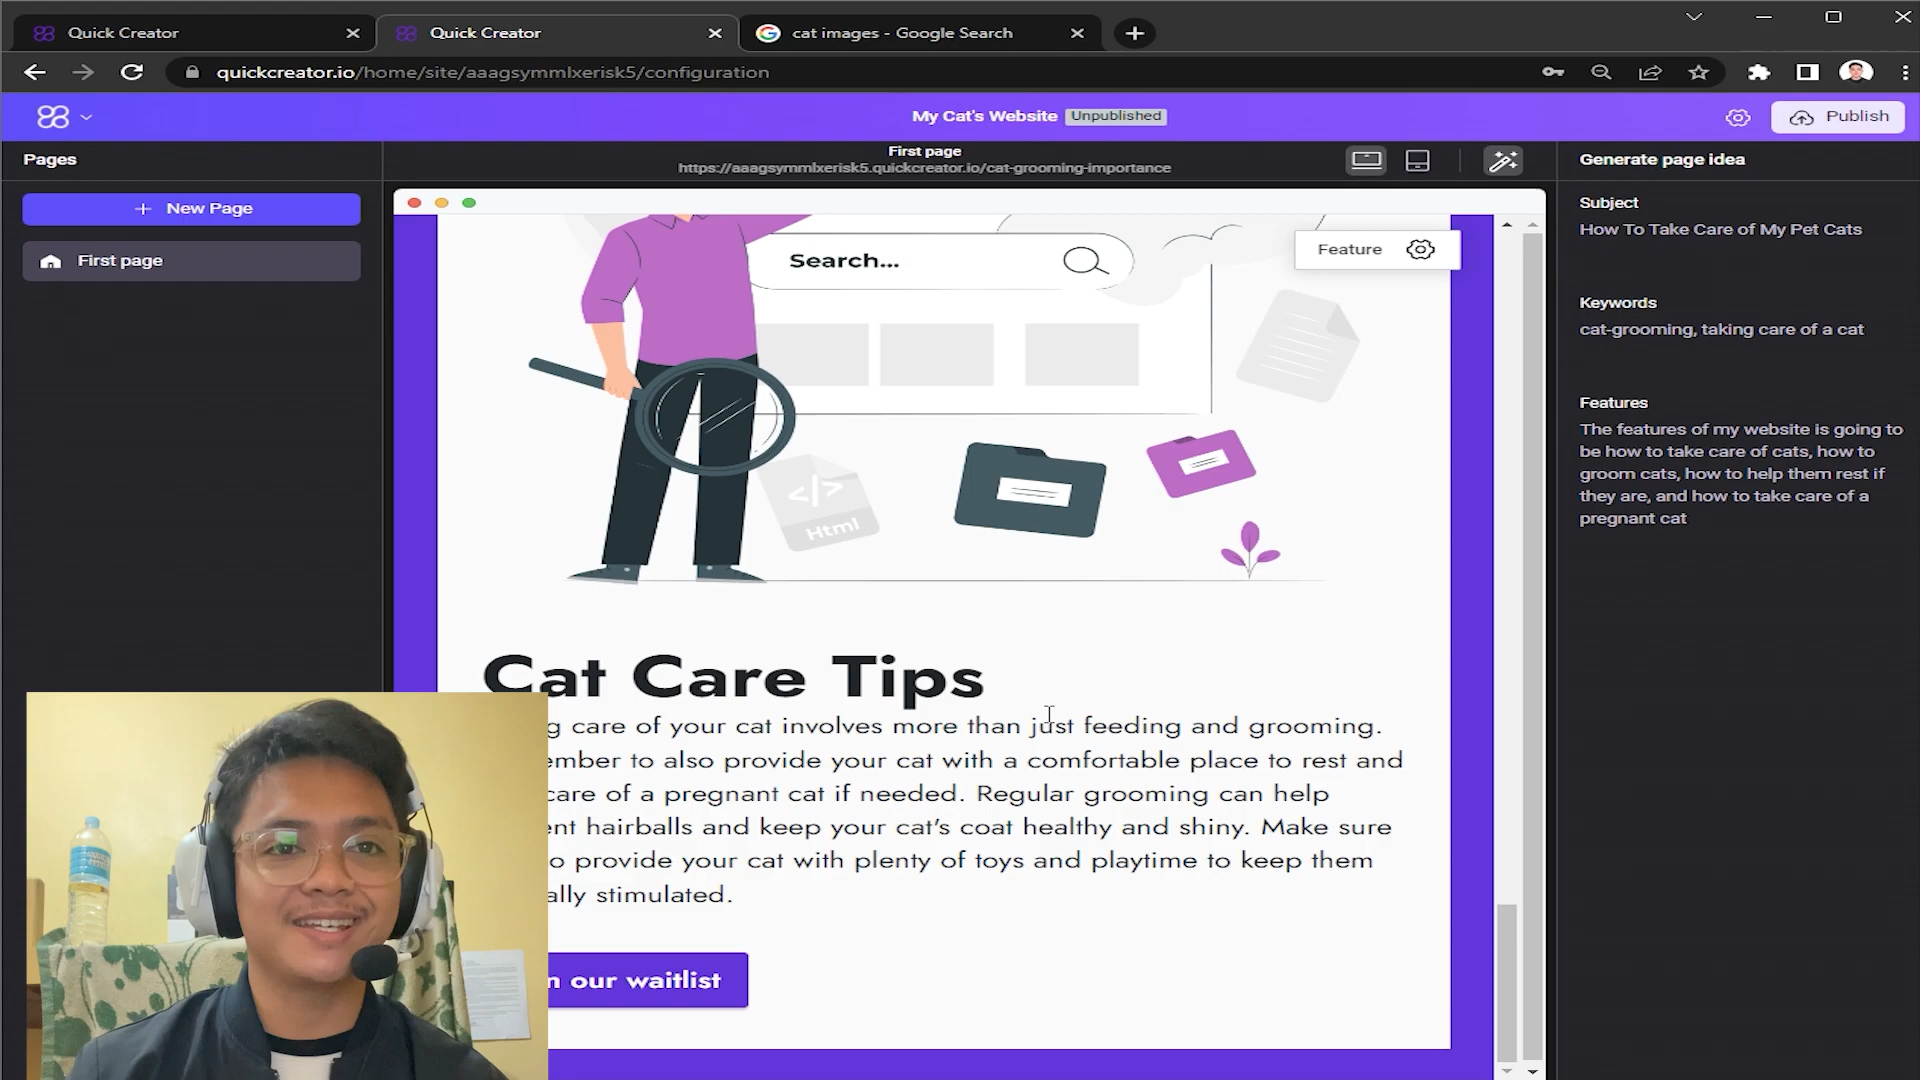 Quick Creator
Quick Creator
cat images - Google Search
quickcreator.io/home/site/aaagsymmlxerisk5/configuration
My Cat's Website Unpublished
Publish
Pages
First page
https://aaagsymmlxerisk5.quickcreator.io/cat-grooming-importance
Generate page idea
+ New Page
First page
Subject
How To Take Care of My Pet Cats
Keywords
cat-grooming, taking care of a cat
Features
The features of my website is going to
be how to take care of cats, how to
groom cats, how to help them rest if
they are, and how to take care of a
pregnant cat
Feature
Search...
</>
Html
Cat Care Tips
g care of your cat involves more than just feeding and grooming.
ember to also provide your cat with a comfortable place to rest and
care of a pregnant cat if needed. Regular grooming can help
ent hairballs and keep your cat's coat healthy and shiny. Make sure
o provide your cat with plenty of toys and playtime to keep them
ally stimulated.
n our waitlist